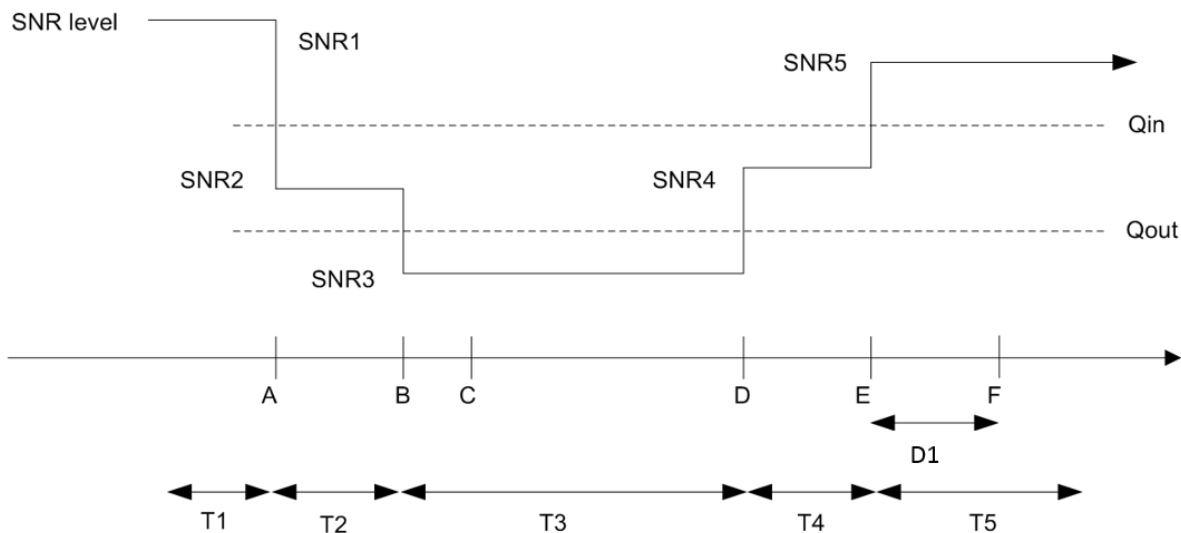 SNR level
SNR1
SNR5
Qin
SNR2
SNR4
Qout
SNR3
A B C D E F
D1
T1 T2 T3 T4 T5